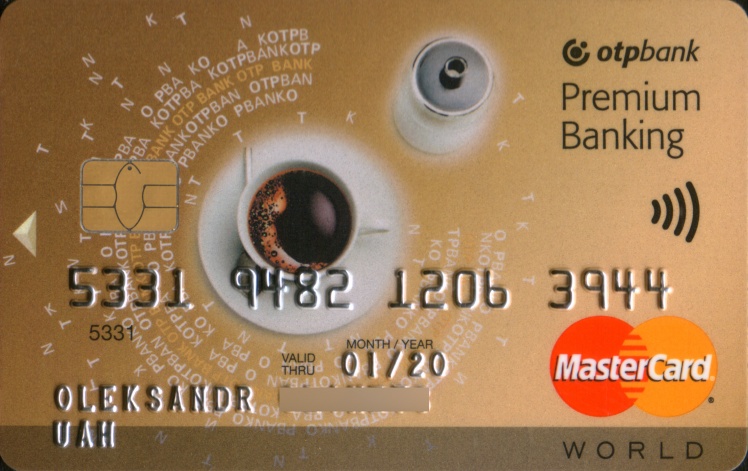 otpbank
Premium
Banking
5331 9482 1206 3944
5331
MONTH / YEAR
VALID THRU 01/20
OLEKSANDR
UAH
MasterCard
WORLD